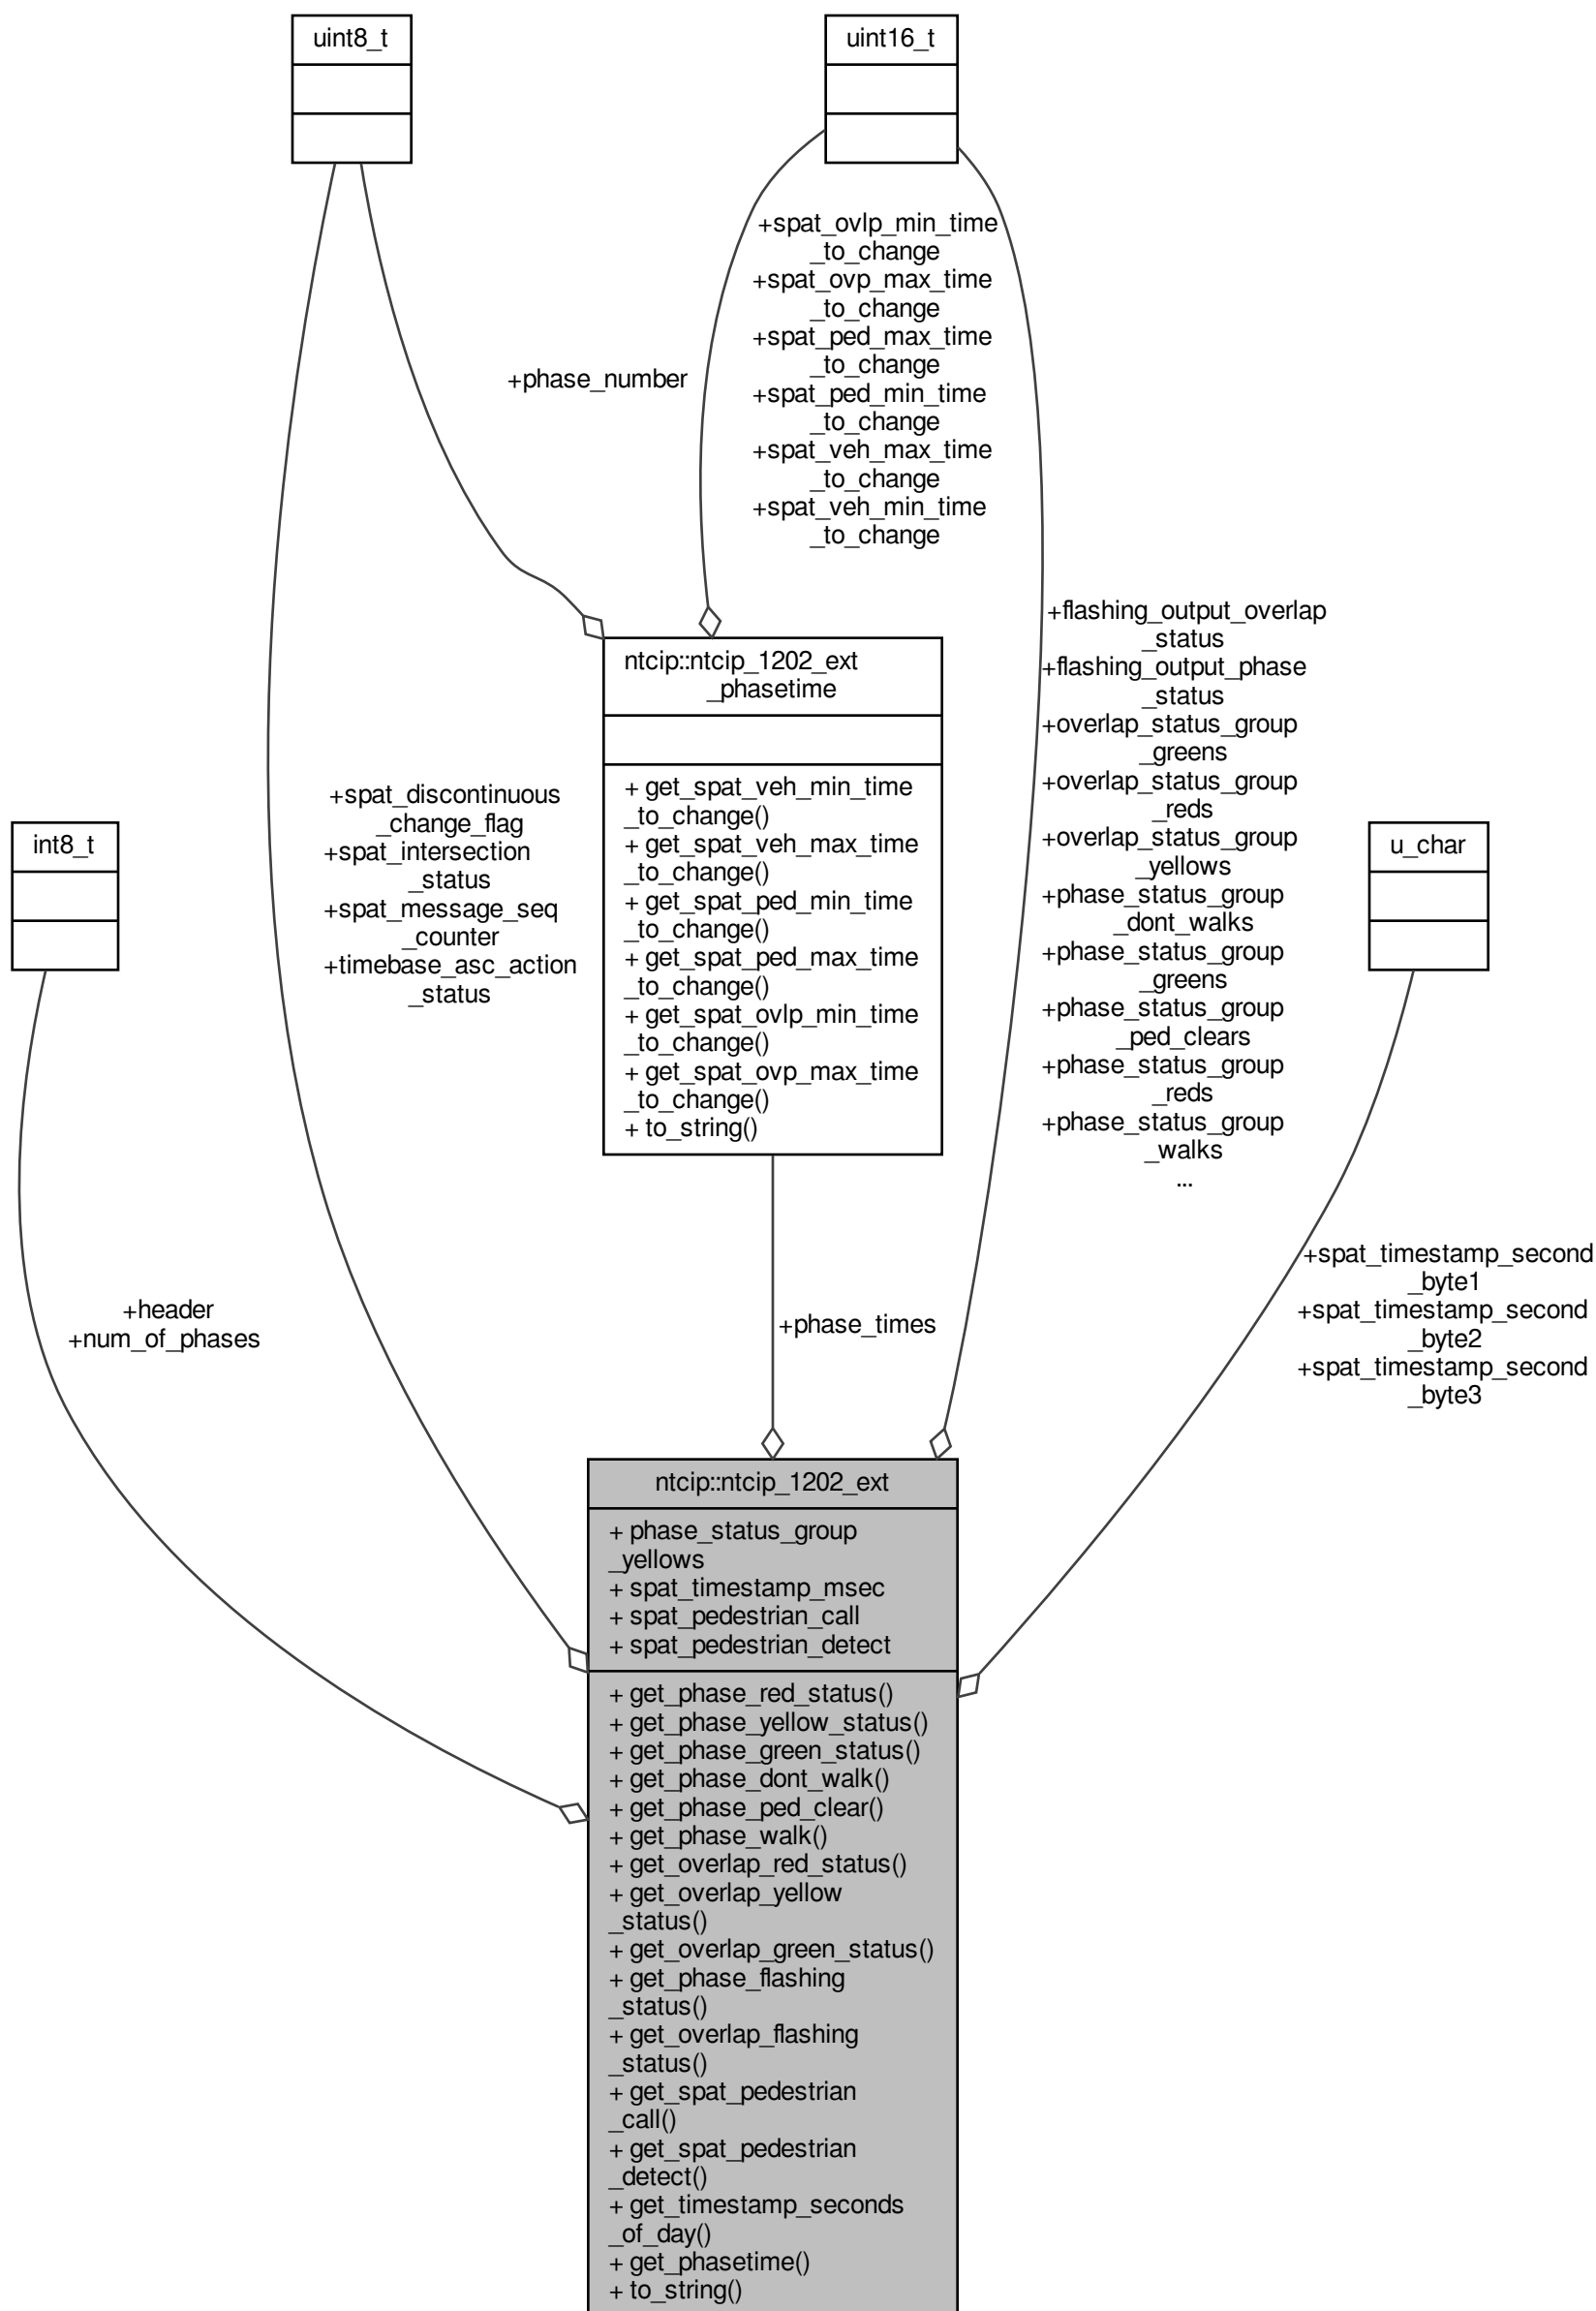 uint8_t
uint16_t
+spat_ovlp_min_time
_to_change
+spat_ovp_max_time
_to_change
+spat_ped_max_time
_to_change
+spat_ped_min_time
_to_change
+spat_veh_max_time
_to_change
+spat_veh_min_time
_to_change
+phase_number
ntcip::ntcip_1202_ext
_phasetime
+ get_spat_veh_min_time
_to_change()
+ get_spat_veh_max_time
_to_change()
+ get_spat_ped_min_time
_to_change()
+ get_spat_ped_max_time
_to_change()
+ get_spat_ovlp_min_time
_to_change()
+ get_spat_ovp_max_time
_to_change()
+ to_string()
+flashing_output_overlap
_status
+flashing_output_phase
_status
+overlap_status_group
_greens
+overlap_status_group
_reds
+overlap_status_group
_yellows
+phase_status_group
_dont_walks
+phase_status_group
_greens
+phase_status_group
_ped_clears
+phase_status_group
_reds
+phase_status_group
_walks
...
+spat_discontinuous
_change_flag
+spat_intersection
_status
+spat_message_seq
_counter
+timebase_asc_action
_status
int8_t
u_char
+header
+num_of_phases
+phase_times
+spat_timestamp_second
_byte1
+spat_timestamp_second
_byte2
+spat_timestamp_second
_byte3
ntcip::ntcip_1202_ext
+ phase_status_group
_yellows
+ spat_timestamp_msec
+ spat_pedestrian_call
+ spat_pedestrian_detect
+ get_phase_red_status()
+ get_phase_yellow_status()
+ get_phase_green_status()
+ get_phase_dont_walk()
+ get_phase_ped_clear()
+ get_phase_walk()
+ get_overlap_red_status()
+ get_overlap_yellow
_status()
+ get_overlap_green_status()
+ get_phase_flashing
_status()
+ get_overlap_flashing
_status()
+ get_spat_pedestrian
_call()
+ get_spat_pedestrian
_detect()
+ get_timestamp_seconds
_of_day()
+ get_phasetime()
+ to_string()